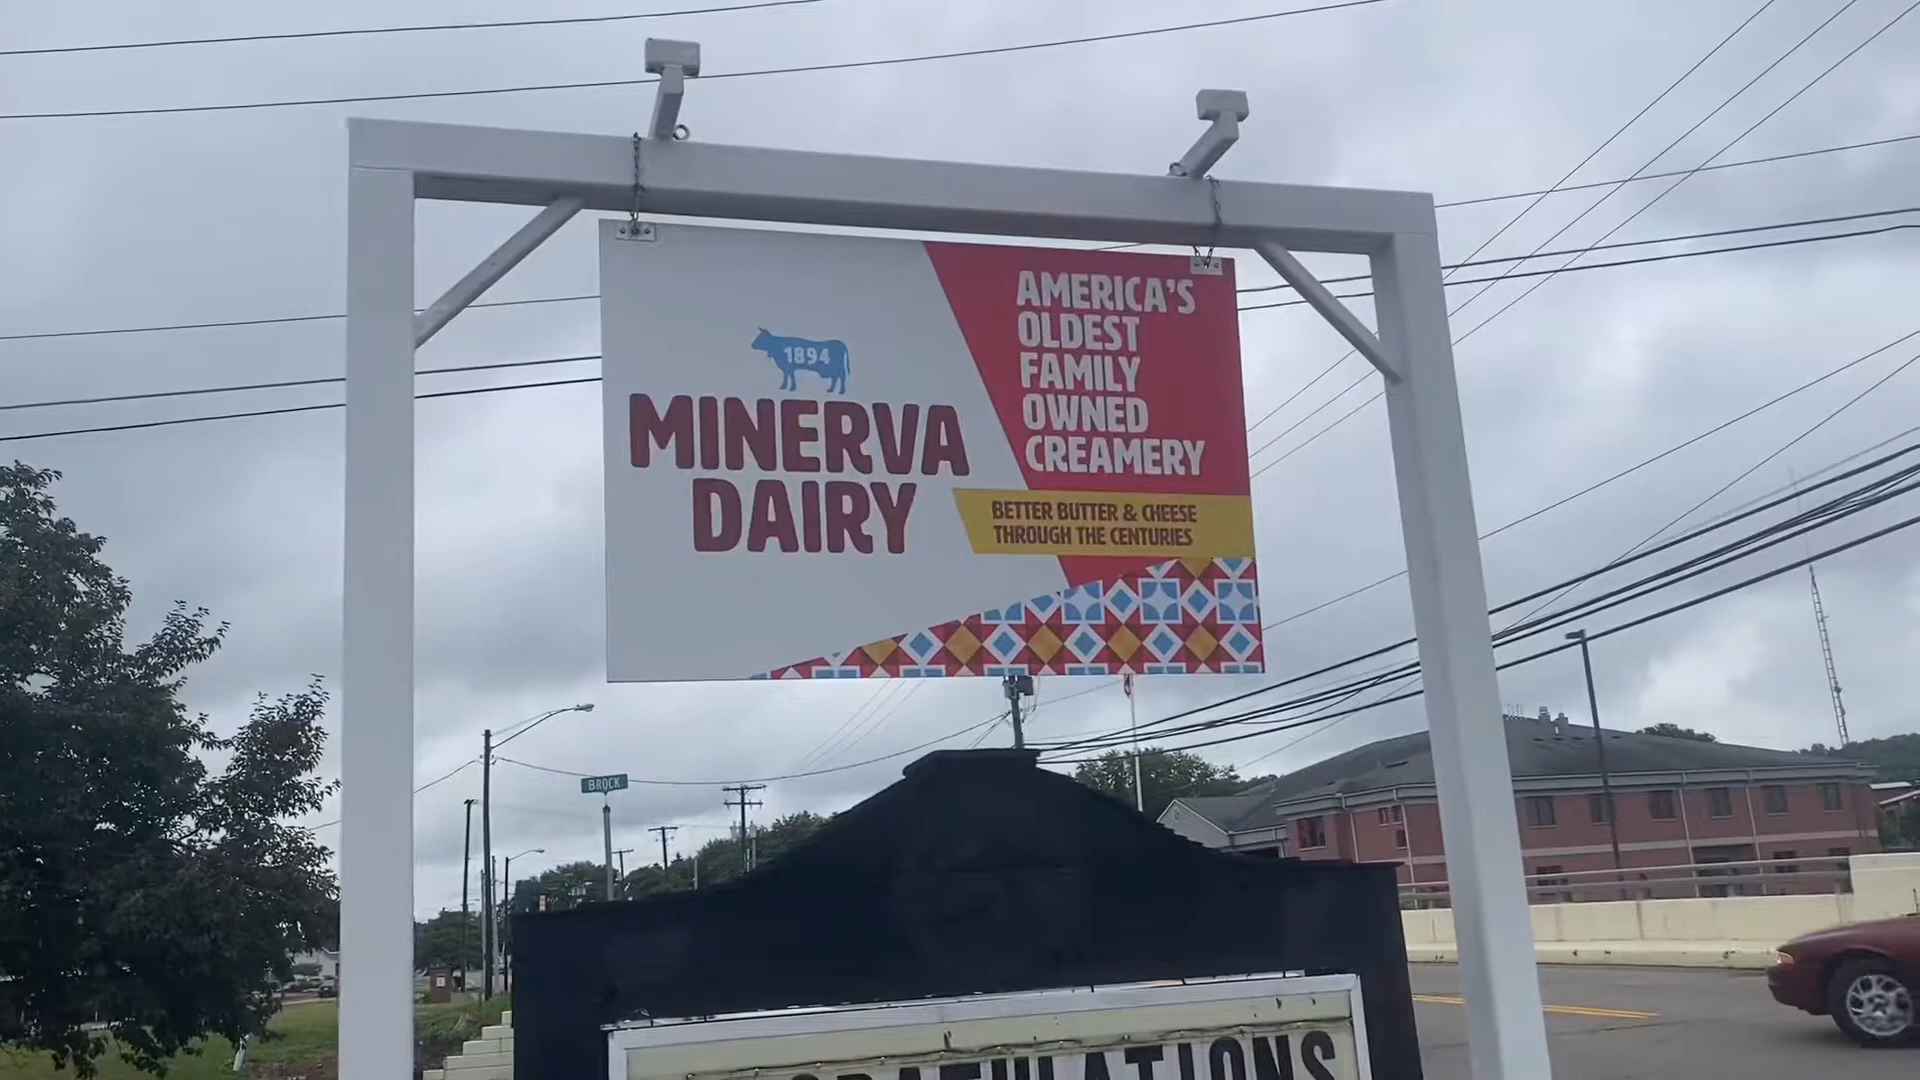 1894
MINERVA
DAIRY
AMERICA'S
OLDEST
FAMILY
OWNED
CREAMERY
BETTER BUTTER & CHEESE
THROUGH THE CENTURIES
BROCK